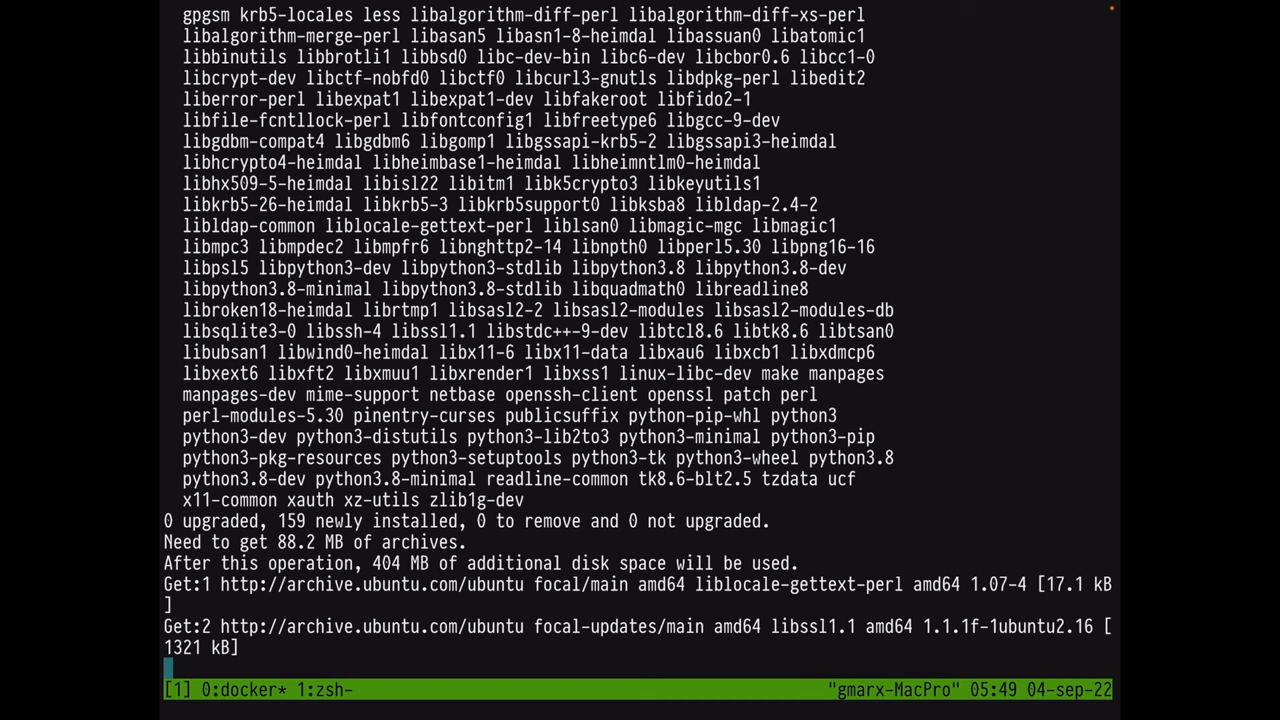 gpgsm krb5-locales less libalgorithm-diff-perl libalgorithm-diff-xs-perl
libalgorithm-merge-perl libasan5 libasn1-8-heimdal libassuan0 libatomic1
libbinutils libbrotli1 libbsd0 libc-dev-bin libc6-dev libcbor0.6 libcc1-0
libcrypt-dev libctf-nobfd0 libctf0 libcurl3-gnutls libdpkg-perl libedit2
liberror-perl libexpat1 libexpat1-dev libfakeroot libfido2-1
libfile-fcntllock-perl libfontconfig1 libfreetype6 libgcc-9-dev
libgdbm-compat4 libgdbm6 libgomp1 libgssapi-krb5-2 libgssapi3-heimdal
libhcrypto4-heimdal libheimbase1-heimdal libheimntlm0-heimdal
libhx509-5-heimdal libisl22 libitm1 libk5crypto3 libkeyutils1
libkrb5-26-heimdal libkrb5-3 libkrb5support0 libksba8 libldap-2.4-2
libldap-common liblocale-gettext-perl liblsan0 libmagic-mgc libmagic1
libmpc3 libmpdec2 libmpfr6 libnghttp2-14 libnpth0 libperl5.30 libpng16-16
libpsl5 libpython3-dev libpython3-stdlib libpython3.8 libpython3.8-dev
libpython3.8-minimal libpython3.8-stdlib libquadmath0 libreadline8
libroken18-heimdal librtmp1 libsasl2-2 libsasl2-modules libsasl2-modules-db
libsqlite3-0 libssh-4 libssl1.1 libstdc++-9-dev libtcl8.6 libtk8.6 libtsan0
libubsan1 libwind0-heimdal libx11-6 libx11-data libxau6 libxcb1 libxdmcp6
libxext6 libxft2 libxmuu1 libxrender1 libxss1 linux-libc-dev make manpages
manpages-dev mime-support netbase openssh-client openssl patch perl
perl-modules-5.30 pinentry-curses publicsuffix python-pip-whl python3
python3-dev python3-distutils python3-lib2to3 python3-minimal python3-pip
python3-pkg-resources python3-setuptools python3-tk python3-wheel python3.8
python3.8-dev python3.8-minimal readline-common tk8.6-blt2.5 tzdata ucf
x11-common xauth xz-utils zlib1g-dev
0 upgraded, 159 newly installed, 0 to remove and 0 not upgraded.
Need to get 88.2 MB of archives.
After this operation, 404 MB of additional disk space will be used.
Get:1 http://archive.ubuntu.com/ubuntu focal/main amd64 liblocale-gettext-perl amd64 1.07-4 [17.1 kB
]
Get:2 http://archive.ubuntu.com/ubuntu focal-updates/main amd64 libssl1.1 amd64 1.1.1f-1ubuntu2.16 [
1321 kB]
[1] 0:docker* 1:zsh- "gmarx-MacPro" 05:49 04-sep-22